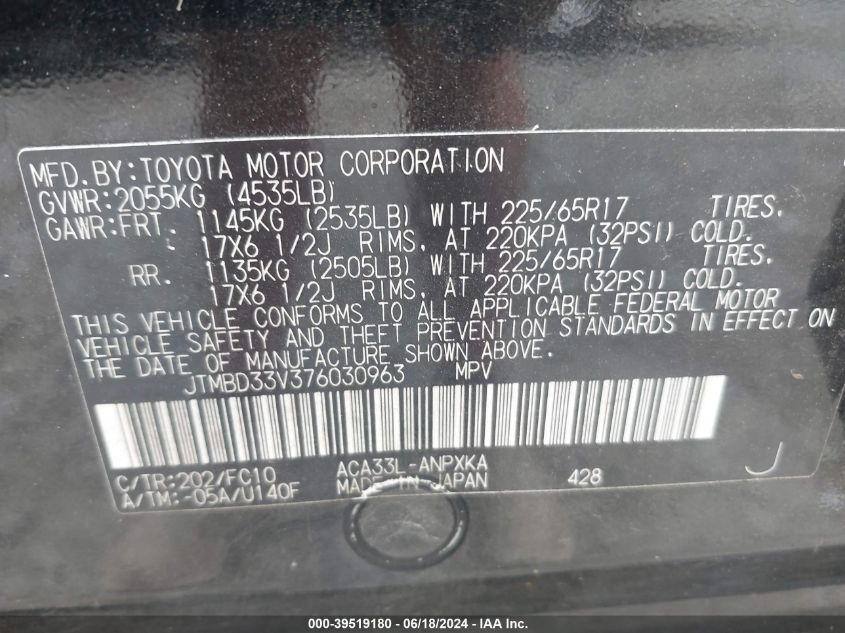 MFD.BY:TOYOTA MOTOR CORPORATION
GVWR:2055KG (4535LB)
GAWR:FRT. 1145KG (2535LB) WITH 225/65R17 TIRES,
17X6 1/2J RIMS, AT 220KPA (32PSI) COLD.
RR. 1135KG (2505LB) WITH 225/65R17 TIRES,
17X6 1/2J RIMS, AT 220KPA (32PSI) COLD.
THIS VEHICLE CONFORMS TO ALL APPLICABLE FEDERAL MOTOR
VEHICLE SAFETY AND THEFT PREVENTION STANDARDS IN EFFECT ON
THE DATE OF MANUFACTURE SHOWN ABOVE.
JTMBD33V376030963 MPV
C/TR:202/FC10 ACA33L-ANPXKA 428 J
A/TM:-05A/U140F MADE IN JAPAN
000-39519180 - 06/18/2024 - IAA Inc.